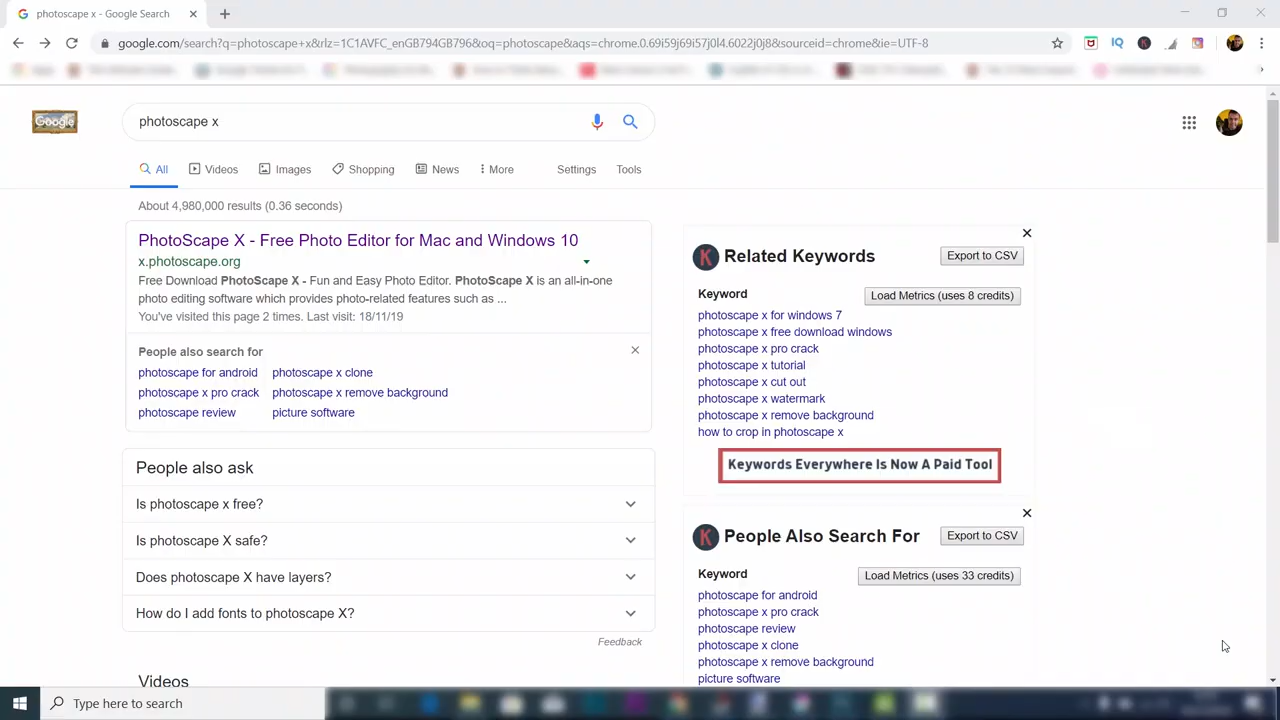 photoscape x - Google Search
google.com/search?q=photoscape+x&rlz=1C1AVFC_enGB794GB796&oq=photoscape&aqs=chrome.0.69i59j69i57j0l4.6022j0j8&sourceid=chrome&ie=UTF-8
Google
photoscape x
All Videos Images Shopping News More Settings Tools
About 4,980,000 results (0.36 seconds)
PhotoScape X - Free Photo Editor for Mac and Windows 10
x.photoscape.org
Free Download PhotoScape X - Fun and Easy Photo Editor. PhotoScape X is an all-in-one
photo editing software which provides photo-related features such as ...
You've visited this page 2 times. Last visit: 18/11/19
People also search for
photoscape for android photoscape x clone
photoscape x pro crack photoscape x remove background
photoscape review picture software
People also ask
Is photoscape x free?
Is photoscape X safe?
Does photoscape X have layers?
How do I add fonts to photoscape X?
Feedback
Videos
K Related Keywords Export to CSV
Keyword Load Metrics (uses 8 credits)
photoscape x for windows 7
photoscape x free download windows
photoscape x pro crack
photoscape x tutorial
photoscape x cut out
photoscape x watermark
photoscape x remove background
how to crop in photoscape x
Keywords Everywhere Is Now A Paid Tool
K People Also Search For Export to CSV
Keyword Load Metrics (uses 33 credits)
photoscape for android
photoscape x pro crack
photoscape review
photoscape x clone
photoscape x remove background
picture software
Type here to search